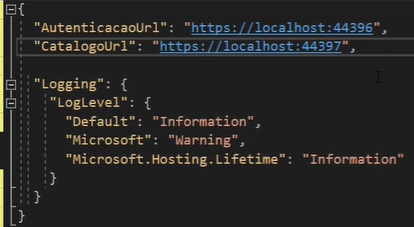 {
"AutenticacaoUrl": "https://localhost:44396",
"CatalogoUrl": "https://localhost:44397",
"Logging": {
"LogLevel": {
"Default": "Information",
"Microsoft": "Warning",
"Microsoft.Hosting.Lifetime": "Information"
}
}
}